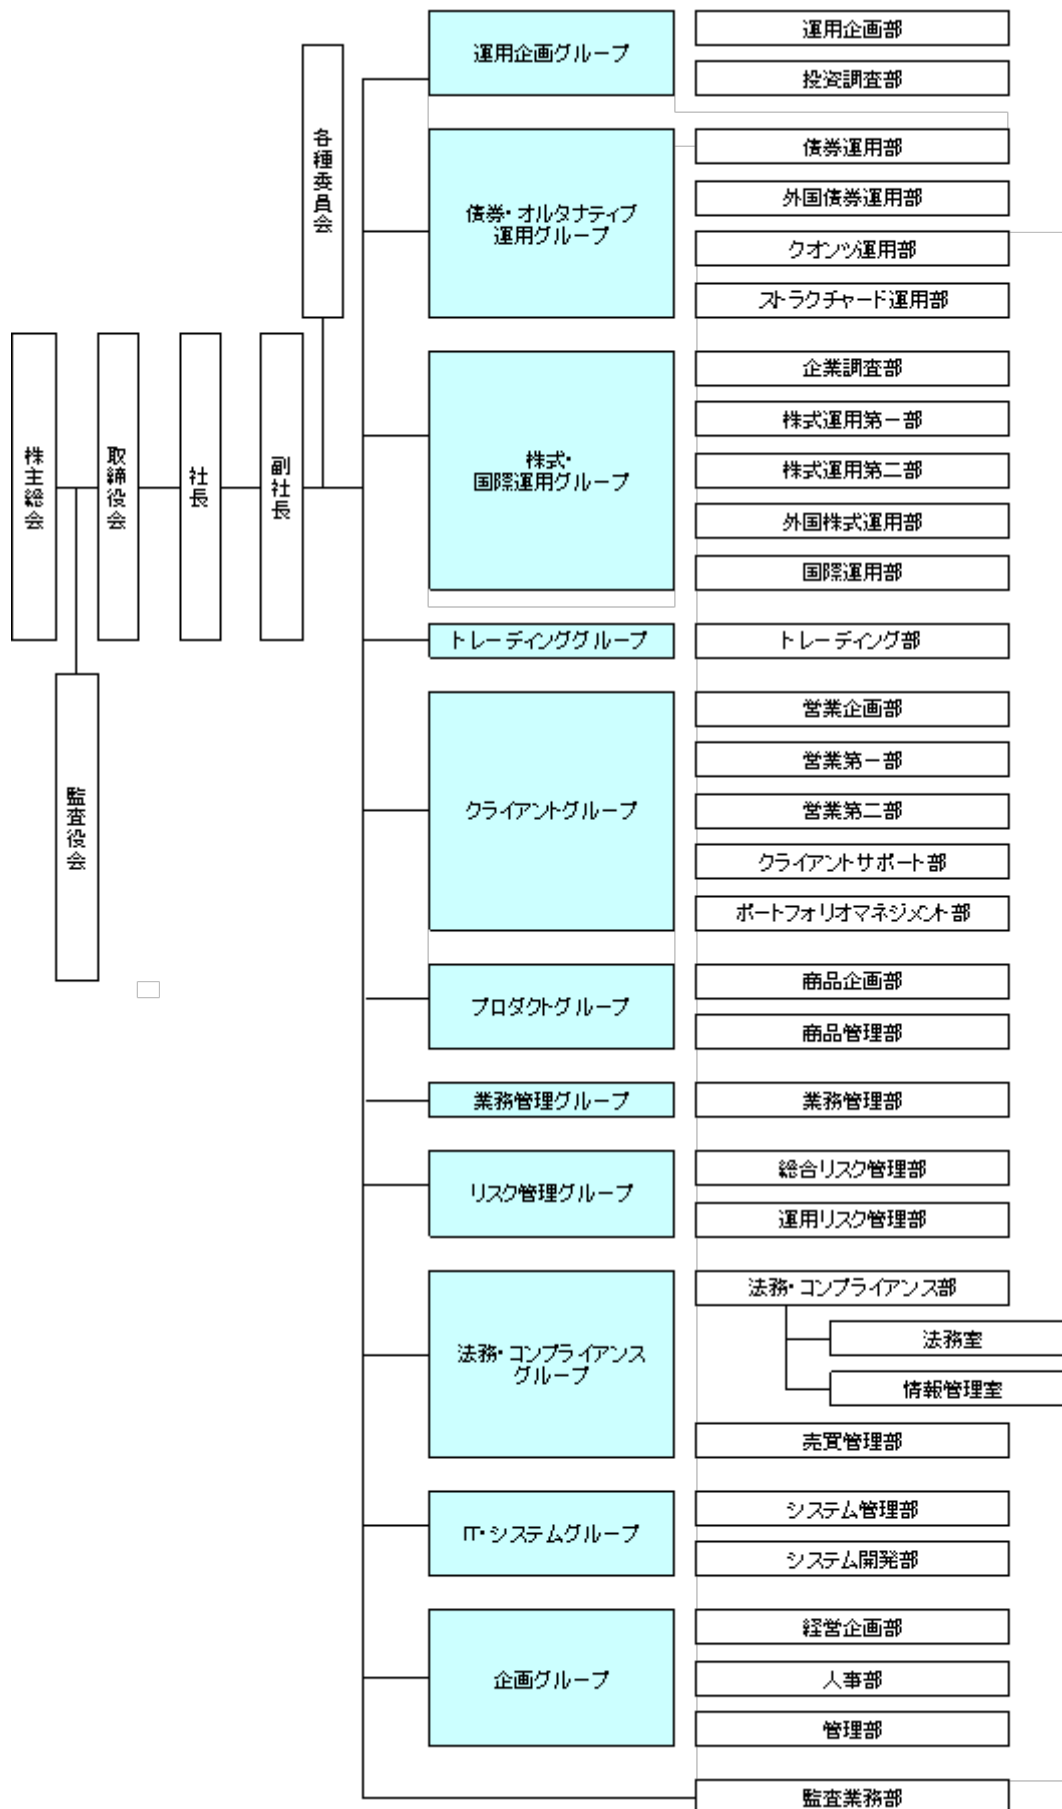 株主総会
監査役会
取締役会
社長
副社長
各種委員会
運用企画グループ
運用企画部
投資調査部
債券・オルタナティブ
運用グループ
債券運用部
外国債券運用部
クオンツ運用部
ストラクチャード運用部
株式・
国際運用グループ
企業調査部
株式運用第一部
株式運用第二部
外国株式運用部
国際運用部
トレーディンググループ
トレーディング部
クライアントグループ
営業企画部
営業第一部
営業第二部
クライアントサポート部
ポートフォリオマネジメント部
プロダクトグループ
商品企画部
商品管理部
業務管理グループ
業務管理部
リスク管理グループ
総合リスク管理部
運用リスク管理部
法務・コンプライアンス
グループ
法務・コンプライアンス部
法務室
情報管理室
売買管理部
IT・システムグループ
システム管理部
システム開発部
企画グループ
経営企画部
人事部
管理部
監査業務部